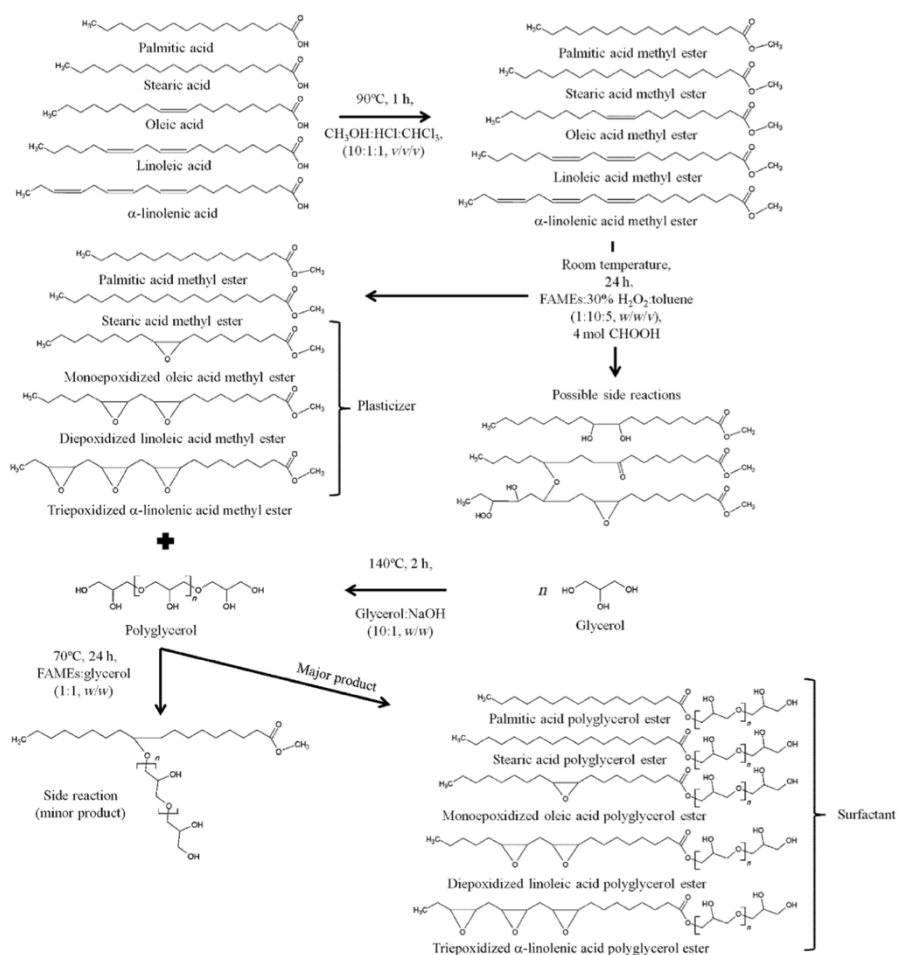 Palmitic acid
Stearic acid
Oleic acid
Linoleic acid
α-linolenic acid
90ºC, 1 h,
CH₃OH:HCl:CHCl₃,
(10:1:1, v/v/v)
Palmitic acid methyl ester
Stearic acid methyl ester
Oleic acid methyl ester
Linoleic acid methyl ester
α-linolenic acid methyl ester
Room temperature,
24 h,
FAMEs:30% H₂O₂:toluene
(1:10:5, w/w/v),
4 mol CHOOH
Palmitic acid methyl ester
Stearic acid methyl ester
Monoepoxidized oleic acid methyl ester
Diepoxidized linoleic acid methyl ester
Triepoxidized α-linolenic acid methyl ester
Plasticizer
Possible side reactions
140ºC, 2 h,
Glycerol:NaOH
(10:1, w/w)
n
Glycerol
Polyglycerol
70ºC, 24 h,
FAMEs:glycerol
(1:1, w/w)
Major product
Side reaction
(minor product)
Palmitic acid polyglycerol ester
Stearic acid polyglycerol ester
Monoepoxidized oleic acid polyglycerol ester
Diepoxidized linoleic acid polyglycerol ester
Triepoxidized α-linolenic acid polyglycerol ester
Surfactant